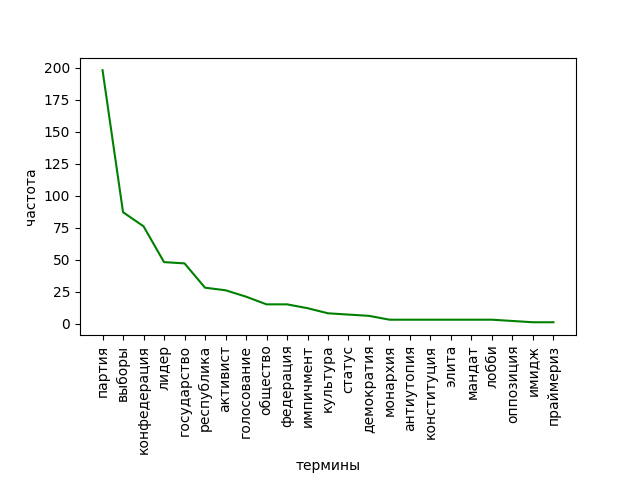 200
175
150
125
100
75
50
25
0
частота
партия
выборы
конфедерация
лидер
государство
республика
активист
голосование
общество
федерация
импичмент
культура
статус
демократия
монархия
антиутопия
конституция
элита
мандат
лобби
оппозиция
имидж
праймериз
термины